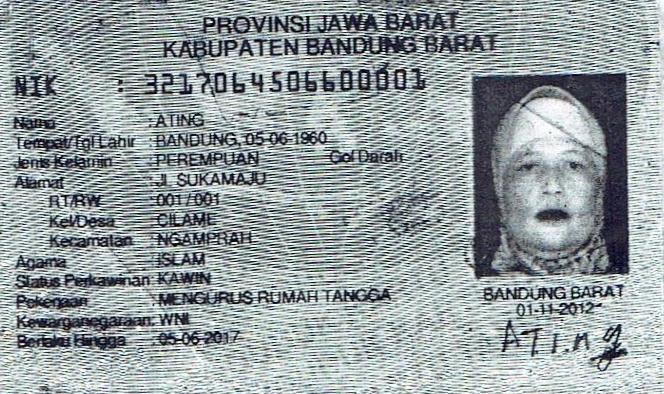 PROVINSI JAWA BARAT
KABUPATEN BANDUNG BARAT
NIK : 3217064506600001
Nama : ATING
Tempat/Tgl Lahir : BANDUNG, 05-06-1960
Jenis Kelamin : PEREMPUAN Gol Darah
Alamat : JL SUKAMAJU
RT/RW : 001/001
Kel/Desa : CILAME
Kecamatan : NGAMPRAH
Agama : ISLAM
Status Perkawinan: KAWIN
Pekerjaan : MENGURUS RUMAH TANGGA
Kewarganegaraan: WNI
Berlaku Hingga : 05-06-2017
BANDUNG BARAT
01-11-2012
ATing